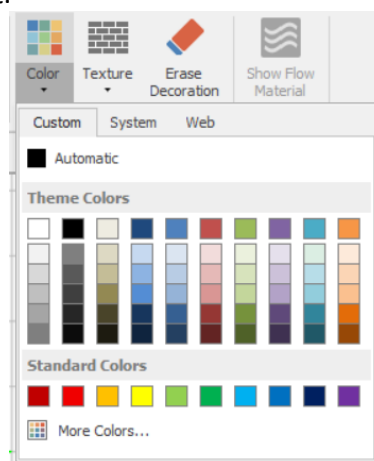 Color
Texture
Erase
Decoration
Show Flow
Material
Custom
System
Web
Automatic
Theme Colors
Standard Colors
More Colors...